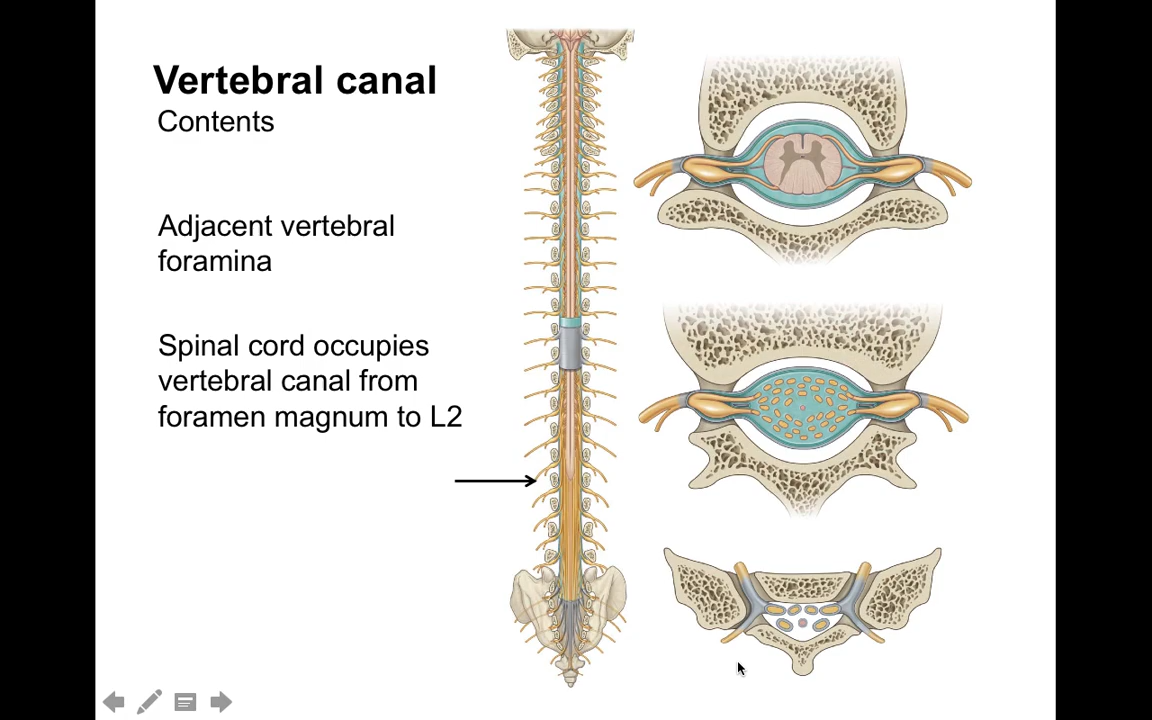 Vertebral canal
Contents
Adjacent vertebral
foramina
Spinal cord occupies
vertebral canal from
foramen magnum to L2